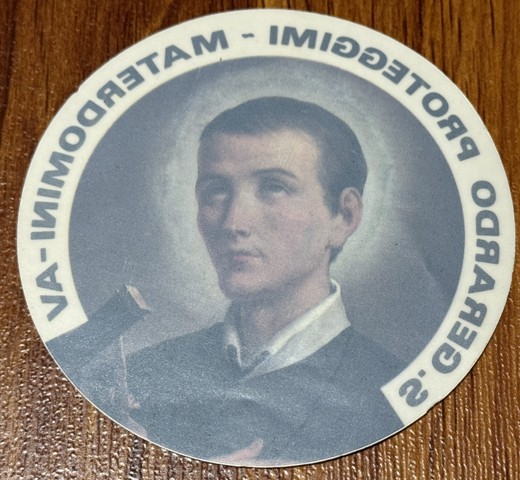 S. GERARDO PROTEGGIMI - MATERDOMINI-AV